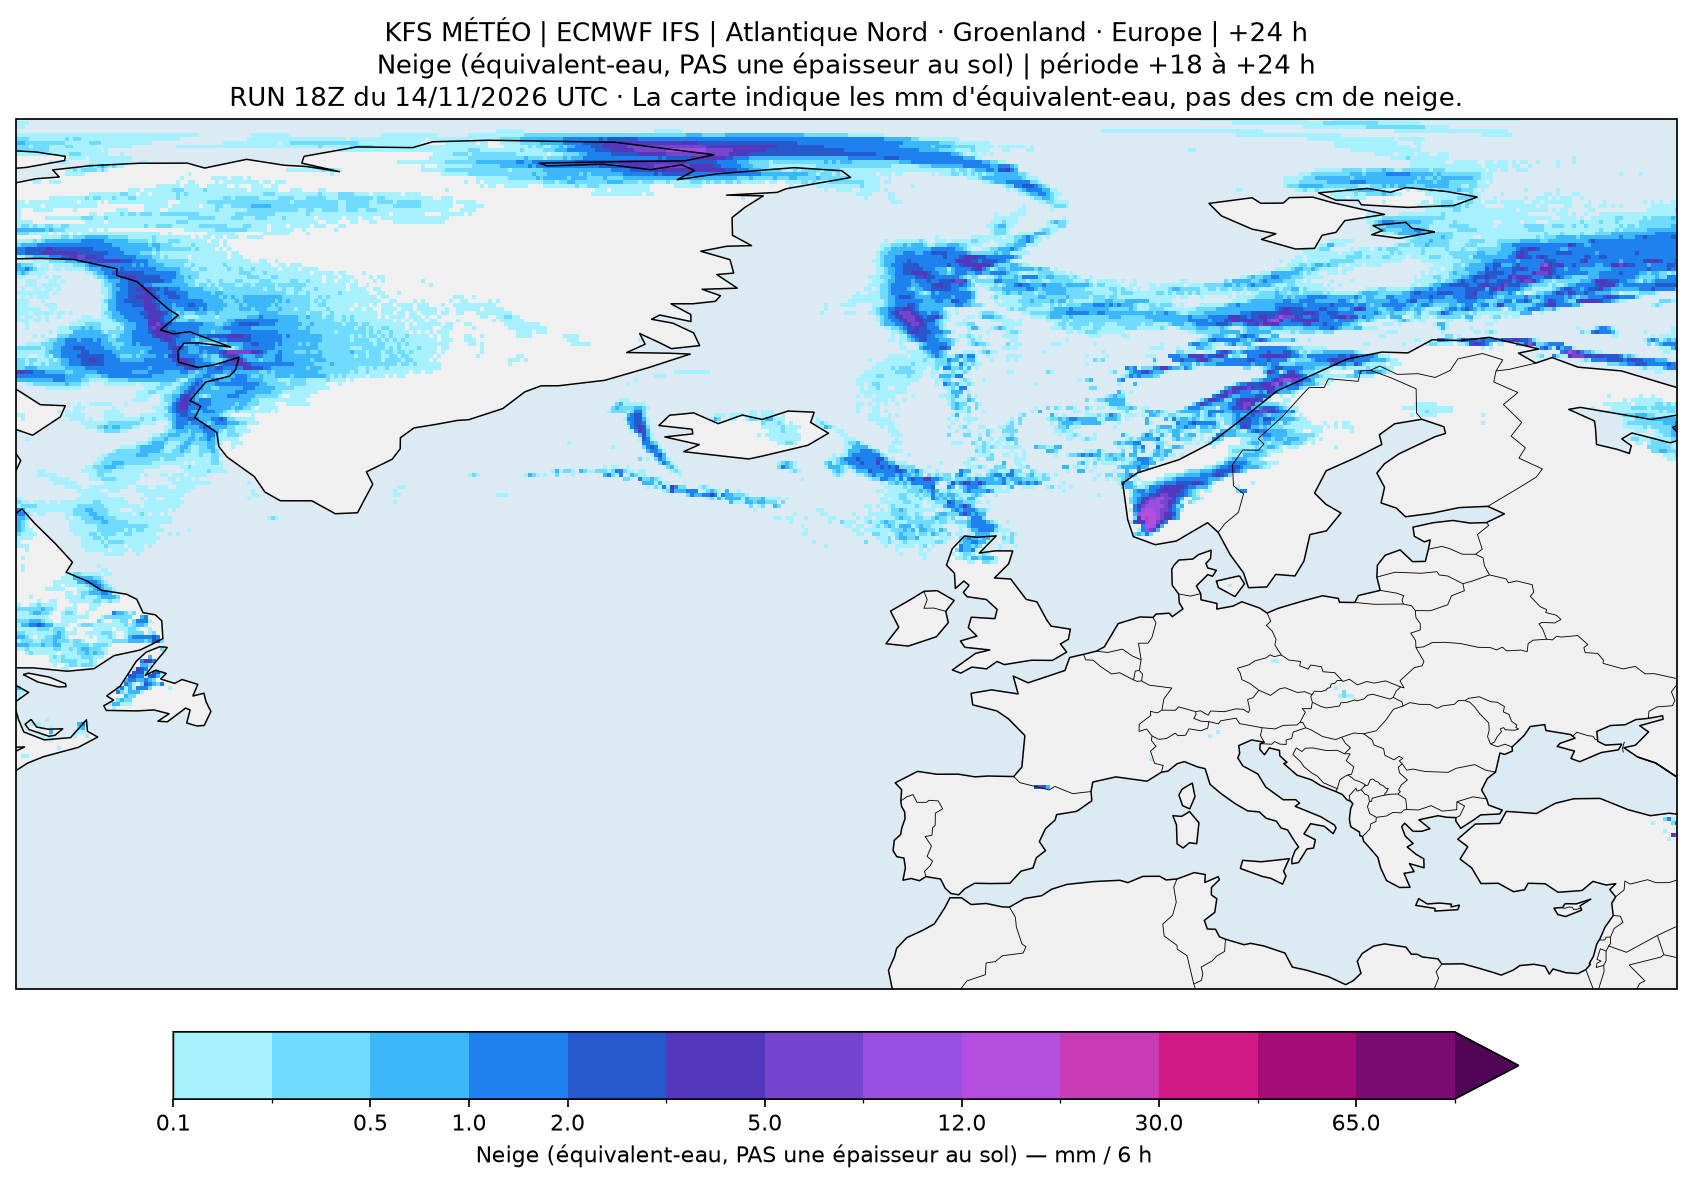 KFS MÉTÉO | ECMWF IFS | Atlantique Nord · Groenland · Europe | +24 h
Neige (équivalent-eau, PAS une épaisseur au sol) | période +18 à +24 h
RUN 18Z du 14/11/2026 UTC · La carte indique les mm d'équivalent-eau, pas des cm de neige.
0.1 0.5 1.0 2.0 5.0 12.0 30.0 65.0
Neige (équivalent-eau, PAS une épaisseur au sol) — mm / 6 h